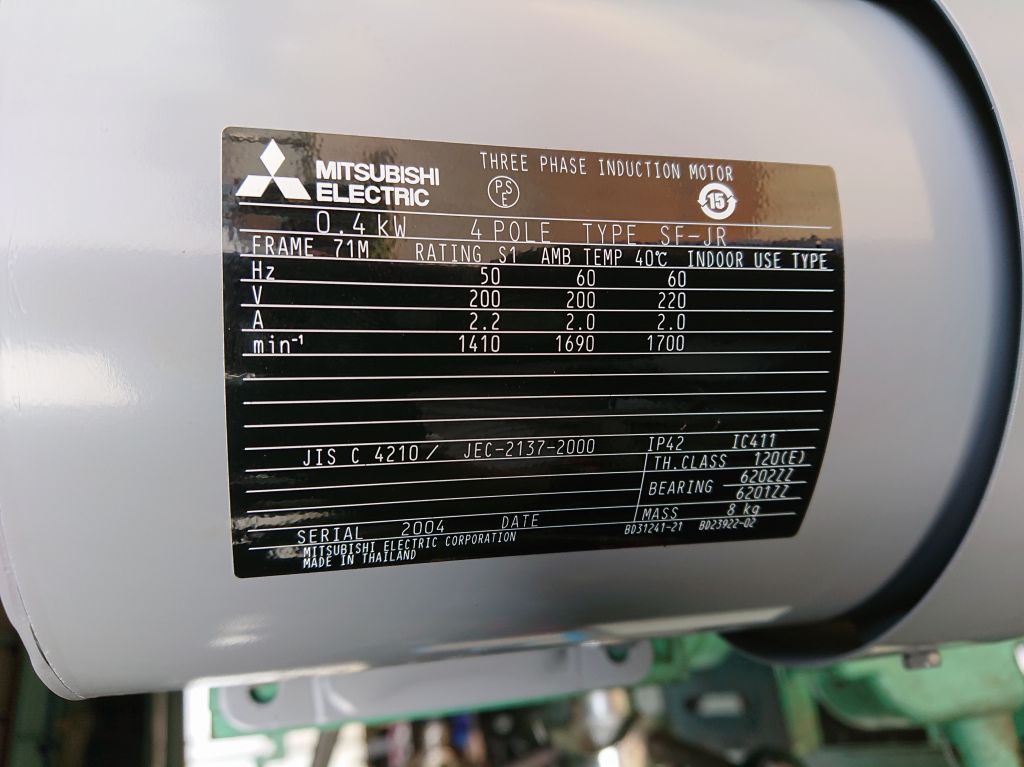 MITSUBISHI
ELECTRIC
THREE PHASE INDUCTION MOTOR
PSE
15
0.4 kW 4 POLE TYPE SF-JR
FRAME 71M RATING S1 AMB TEMP 40℃ INDOOR USE TYPE
Hz 50 60 60
V 200 200 220
A 2.2 2.0 2.0
min⁻¹ 1410 1690 1700
JIS C 4210 / JEC-2137-2000 IP42 IC411
TH.CLASS 120(E)
BEARING 6202ZZ
6201ZZ
MASS 8 kg
SERIAL 2004 DATE
BD31241-21 BD23922-02
MITSUBISHI ELECTRIC CORPORATION
MADE IN THAILAND